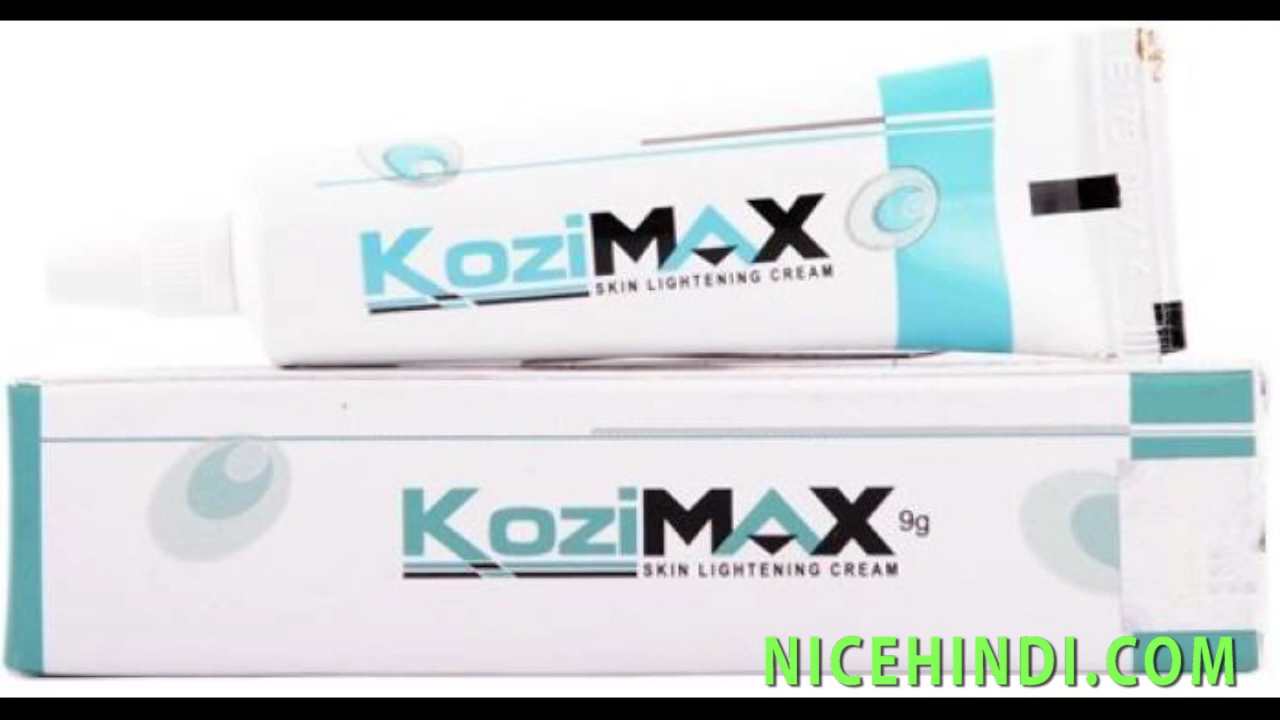 KoziMAX
SKIN LIGHTENING CREAM
KoziMAX 9g
SKIN LIGHTENING CREAM
NICEHINDI.COM